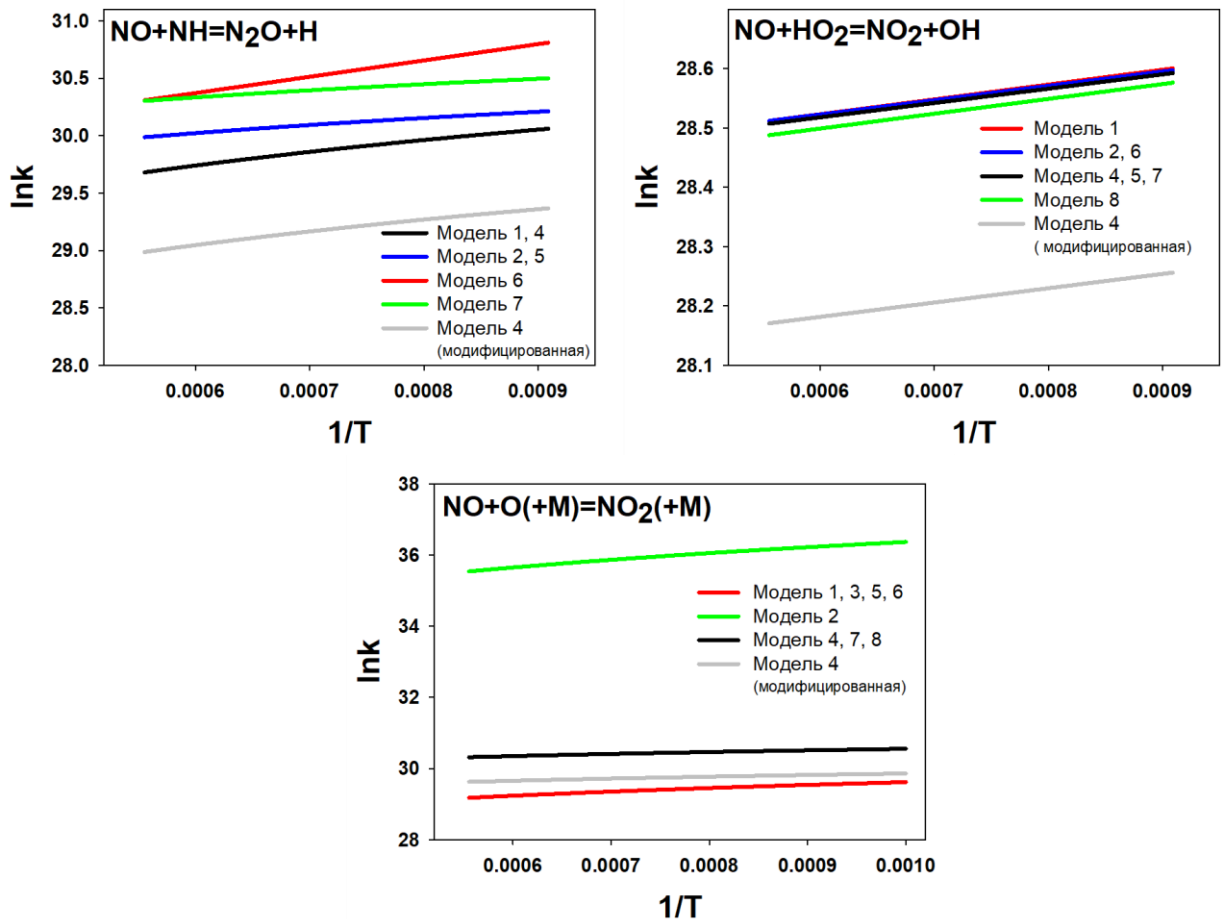 NO+NH=N₂O+H
31.0
30.5
30.0
29.5
29.0
28.5
28.0
lnk
Модель 1, 4
Модель 2, 5
Модель 6
Модель 7
Модель 4
(модифицированная)
0.0006 0.0007 0.0008 0.0009
1/T
NO+HO₂=NO₂+OH
28.6
28.5
28.4
28.3
28.2
28.1
lnk
Модель 1
Модель 2, 6
Модель 4, 5, 7
Модель 8
Модель 4
( модифицированная)
0.0006 0.0007 0.0008 0.0009
1/T
NO+O(+M)=NO₂(+M)
38
36
34
32
30
28
lnk
Модель 1, 3, 5, 6
Модель 2
Модель 4, 7, 8
Модель 4
(модифицированная)
0.0006 0.0007 0.0008 0.0009 0.0010
1/T